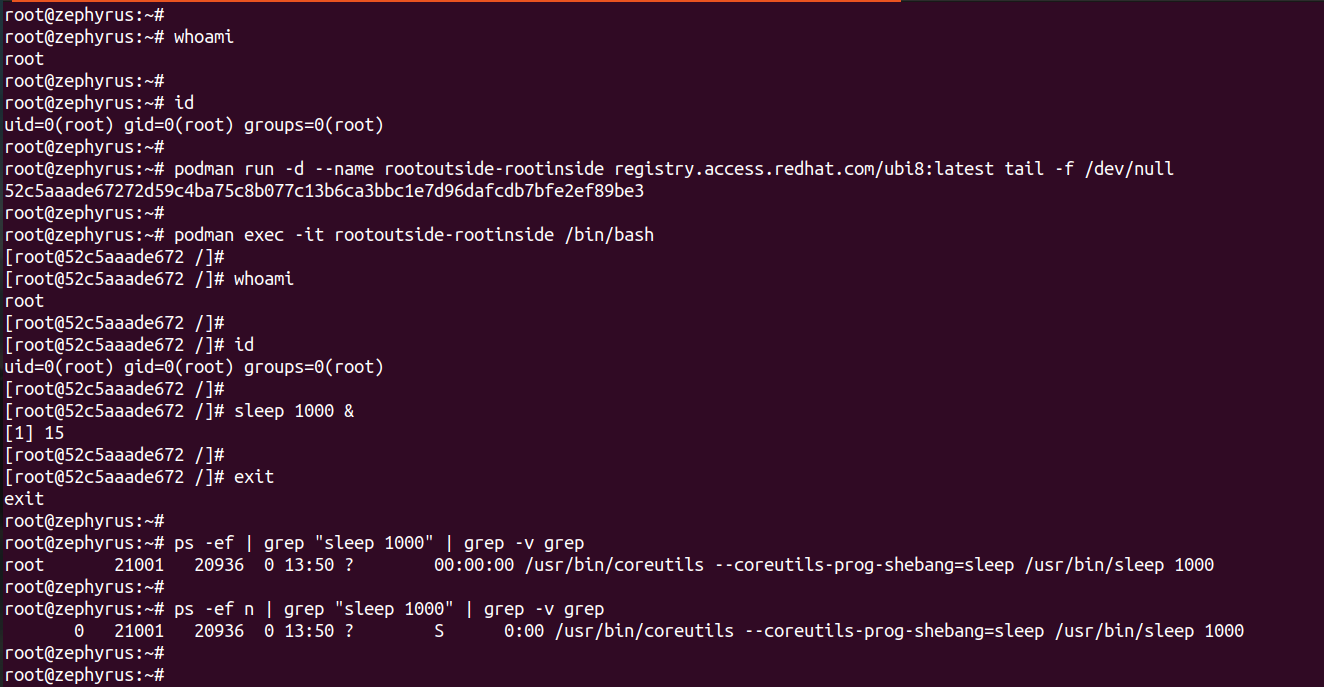 root@zephyrus:~#
root@zephyrus:~# whoami
root
root@zephyrus:~#
root@zephyrus:~# id
uid=0(root) gid=0(root) groups=0(root)
root@zephyrus:~#
root@zephyrus:~# podman run -d --name rootoutside-rootinside registry.access.redhat.com/ubi8:latest tail -f /dev/null
52c5aaade67272d59c4ba75c8b077c13b6ca3bbc1e7d96dafcdb7bfe2ef89be3
root@zephyrus:~#
root@zephyrus:~# podman exec -it rootoutside-rootinside /bin/bash
[root@52c5aaade672 /]#
[root@52c5aaade672 /]# whoami
root
[root@52c5aaade672 /]#
[root@52c5aaade672 /]# id
uid=0(root) gid=0(root) groups=0(root)
[root@52c5aaade672 /]#
[root@52c5aaade672 /]# sleep 1000 &
[1] 15
[root@52c5aaade672 /]#
[root@52c5aaade672 /]# exit
exit
root@zephyrus:~#
root@zephyrus:~# ps -ef | grep "sleep 1000" | grep -v grep
root       21001   20936  0 13:50 ?        00:00:00 /usr/bin/coreutils --coreutils-prog-shebang=sleep /usr/bin/sleep 1000
root@zephyrus:~#
root@zephyrus:~# ps -ef n | grep "sleep 1000" | grep -v grep
       0   21001   20936  0 13:50 ?        S      0:00 /usr/bin/coreutils --coreutils-prog-shebang=sleep /usr/bin/sleep 1000
root@zephyrus:~#
root@zephyrus:~#